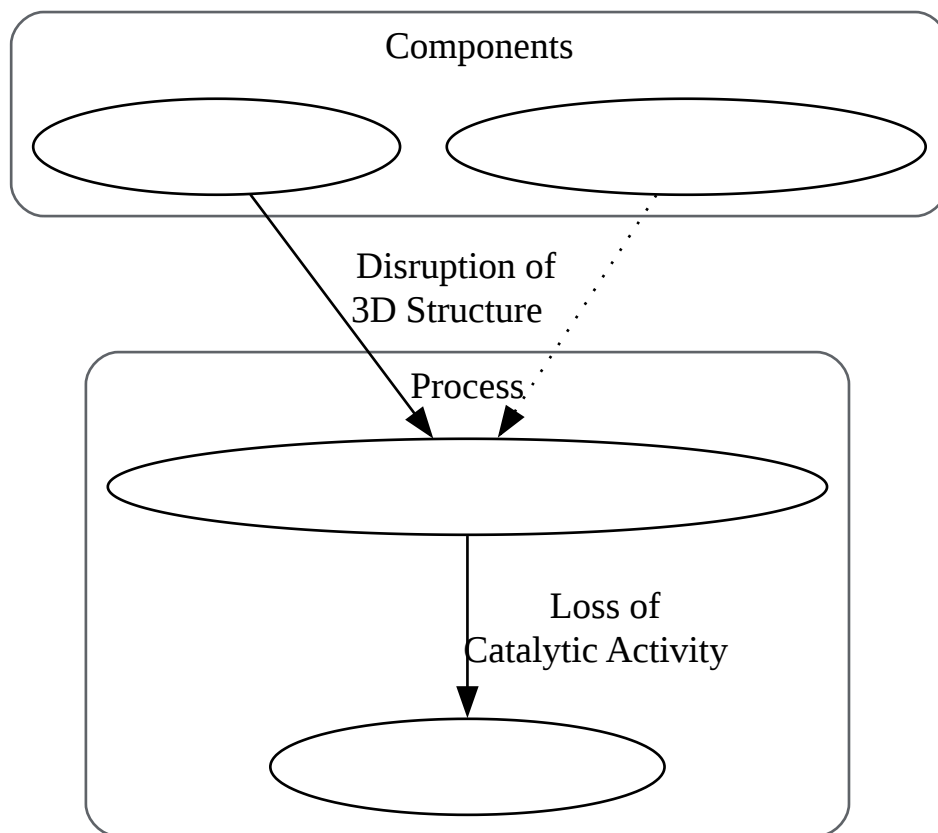 Components
Disruption of
3D Structure
Process
Loss of
Catalytic Activity